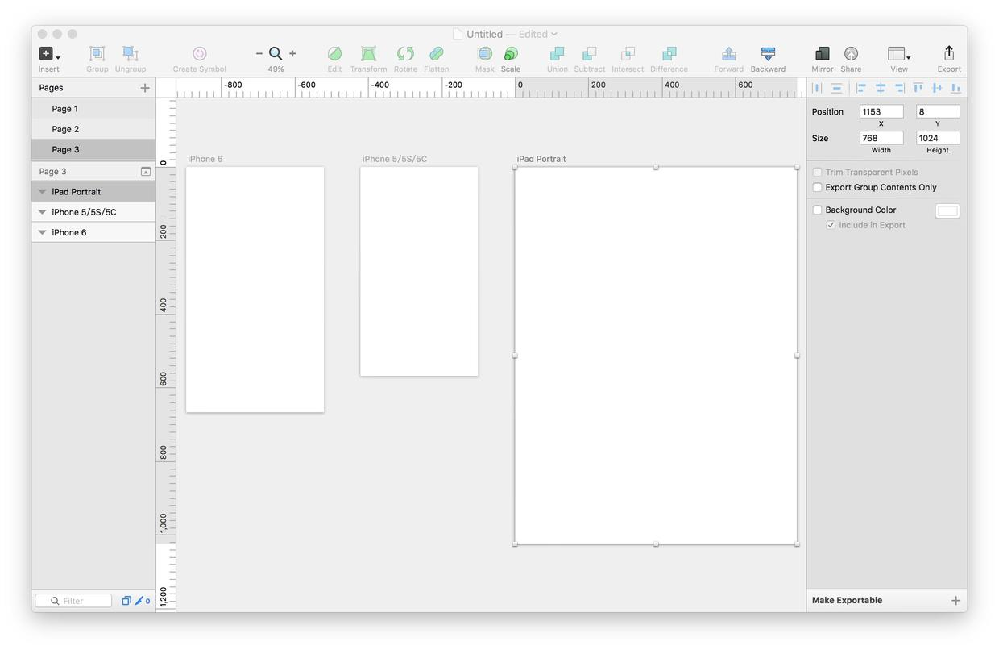 Untitled — Edited
Insert Group Ungroup Create Symbol 49% Edit Transform Rotate Flatten Mask Scale Union Subtract Intersect Difference Forward Backward Mirror Share View Export
Pages
-800 -600 -400 -200 0 200 400 600
Page 1
Page 2
Page 3
Page 3
iPad Portrait
iPhone 5/5S/5C
iPhone 6
Filter
0
0
200
400
600
800
1,000
1,200
iPhone 6
iPhone 5/5S/5C
iPad Portrait
Position 1153 8
X Y
Size 768 1024
Width Height
Trim Transparent Pixels
Export Group Contents Only
Background Color
Include in Export
Make Exportable